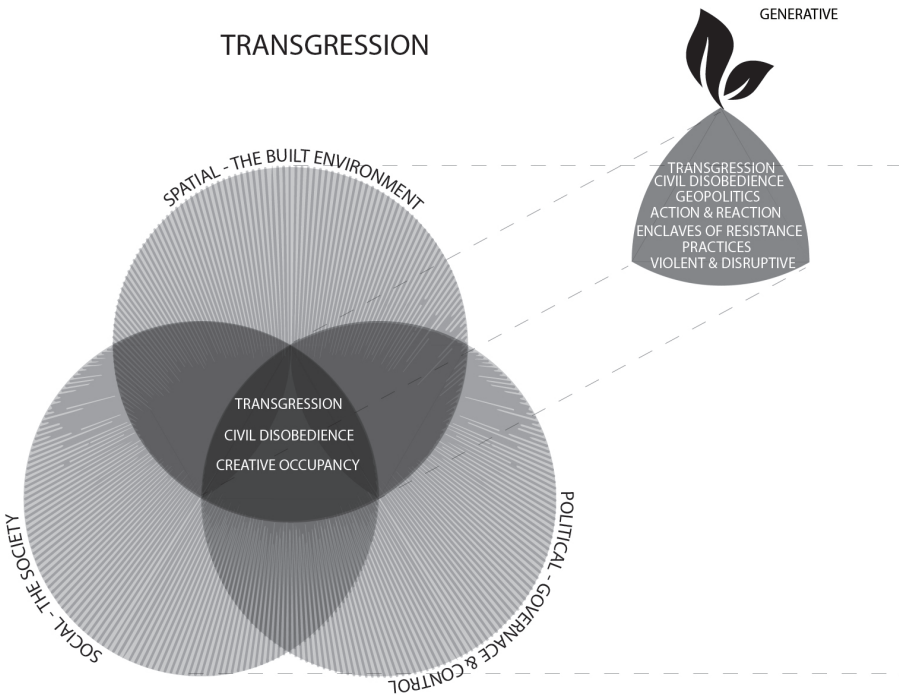 GENERATIVE
TRANSGRESSION
SPATIAL - THE BUILT ENVIRONMENT
TRANSGRESSION
CIVIL DISOBEDIENCE
GEOPOLITICS
ACTION & REACTION
ENCLAVES OF RESISTANCE
PRACTICES
VIOLENT & DISRUPTIVE
TRANSGRESSION
CIVIL DISOBEDIENCE
CREATIVE OCCUPANCY
SOCIAL - THE SOCIETY
POLITICAL - GOVERNACE & CONTROL